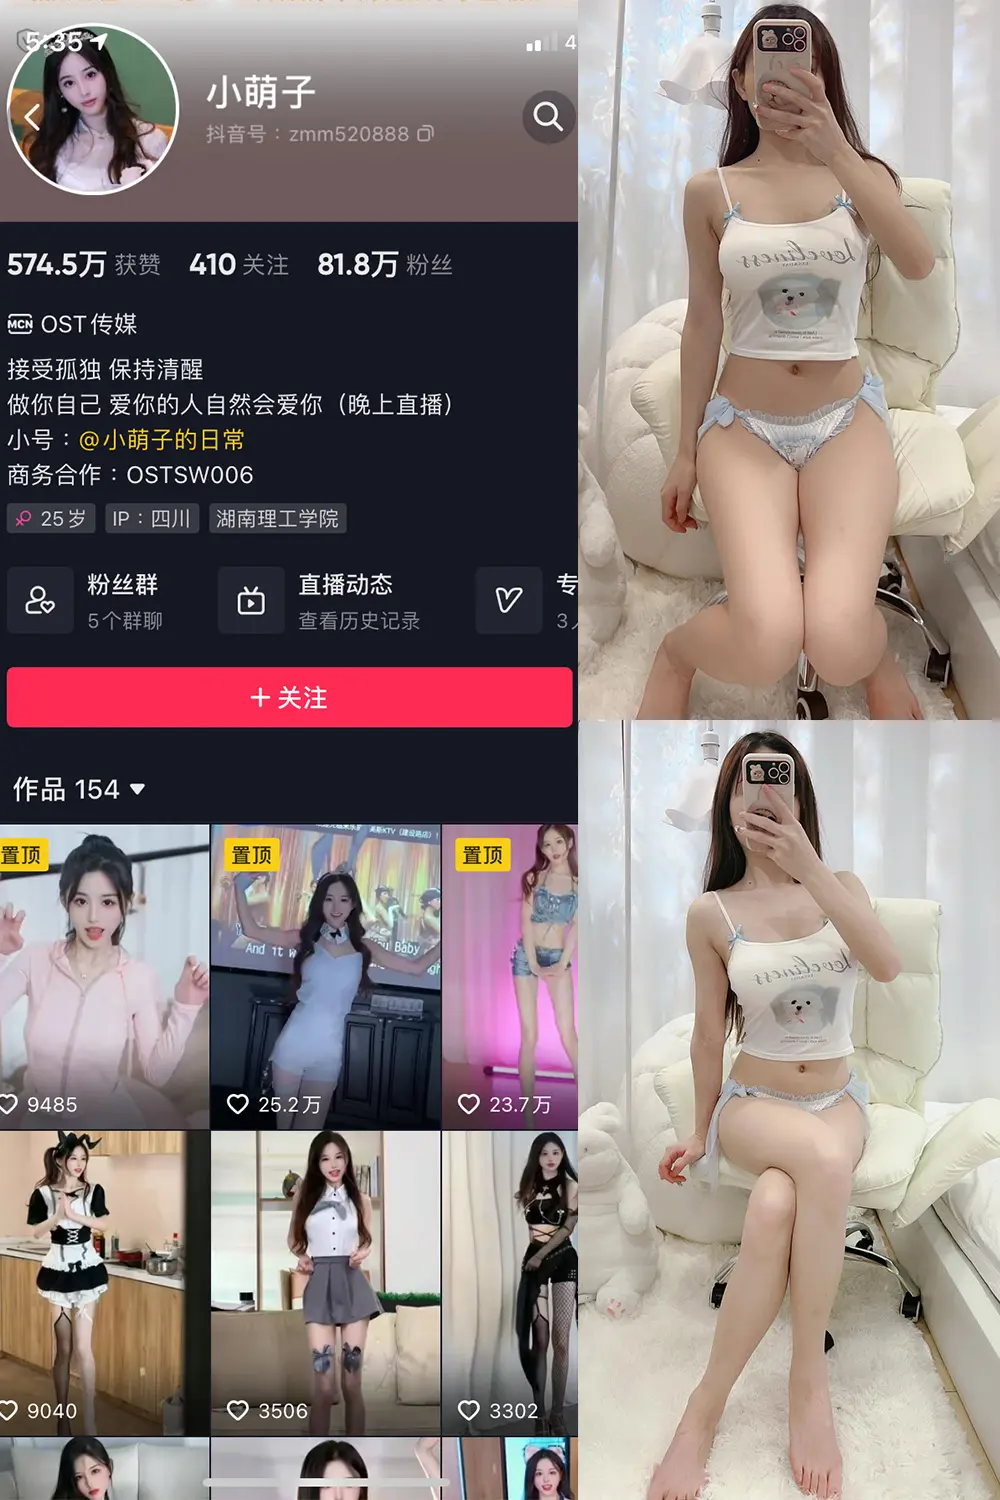 5:35
4
小萌子
抖音号：zmm520888
574.5万 获赞 410 关注 81.8万 粉丝
MCN OST传媒
接受孤独 保持清醒
做你自己 爱你的人自然会爱你（晚上直播）
小号：@小萌子的日常
商务合作：OSTSW006
25岁 IP：四川 湖南理工学院
粉丝群 直播动态 专
5个群聊 查看历史记录 3
+ 关注
作品 154
置顶 置顶 置顶
And it w
u Baby
9485 25.2万 23.7万
9040 3506 3302
Loveliness
Loveliness